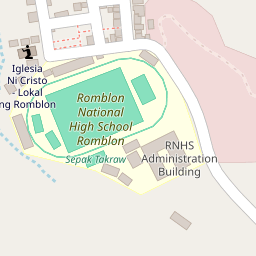 Iglesia
Ni Cristo
- Lokal
ng Romblon
Romblon
National
High School
Romblon
Sepak Takraw
RNHS
Administration
Building